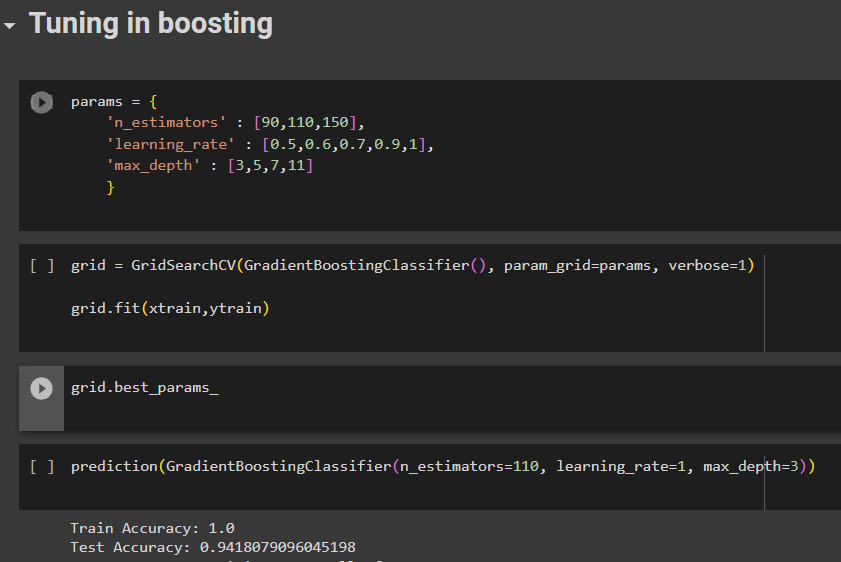 Tuning in boosting
params = {
'n_estimators' : [90,110,150],
'learning_rate' : [0.5,0.6,0.7,0.9,1],
'max_depth' : [3,5,7,11]
}
[ ] grid = GridSearchCV(GradientBoostingClassifier(), param_grid=params, verbose=1)
grid.fit(xtrain,ytrain)
grid.best_params_
[ ] prediction(GradientBoostingClassifier(n_estimators=110, learning_rate=1, max_depth=3))
Train Accuracy: 1.0
Test Accuracy: 0.9418079096045198